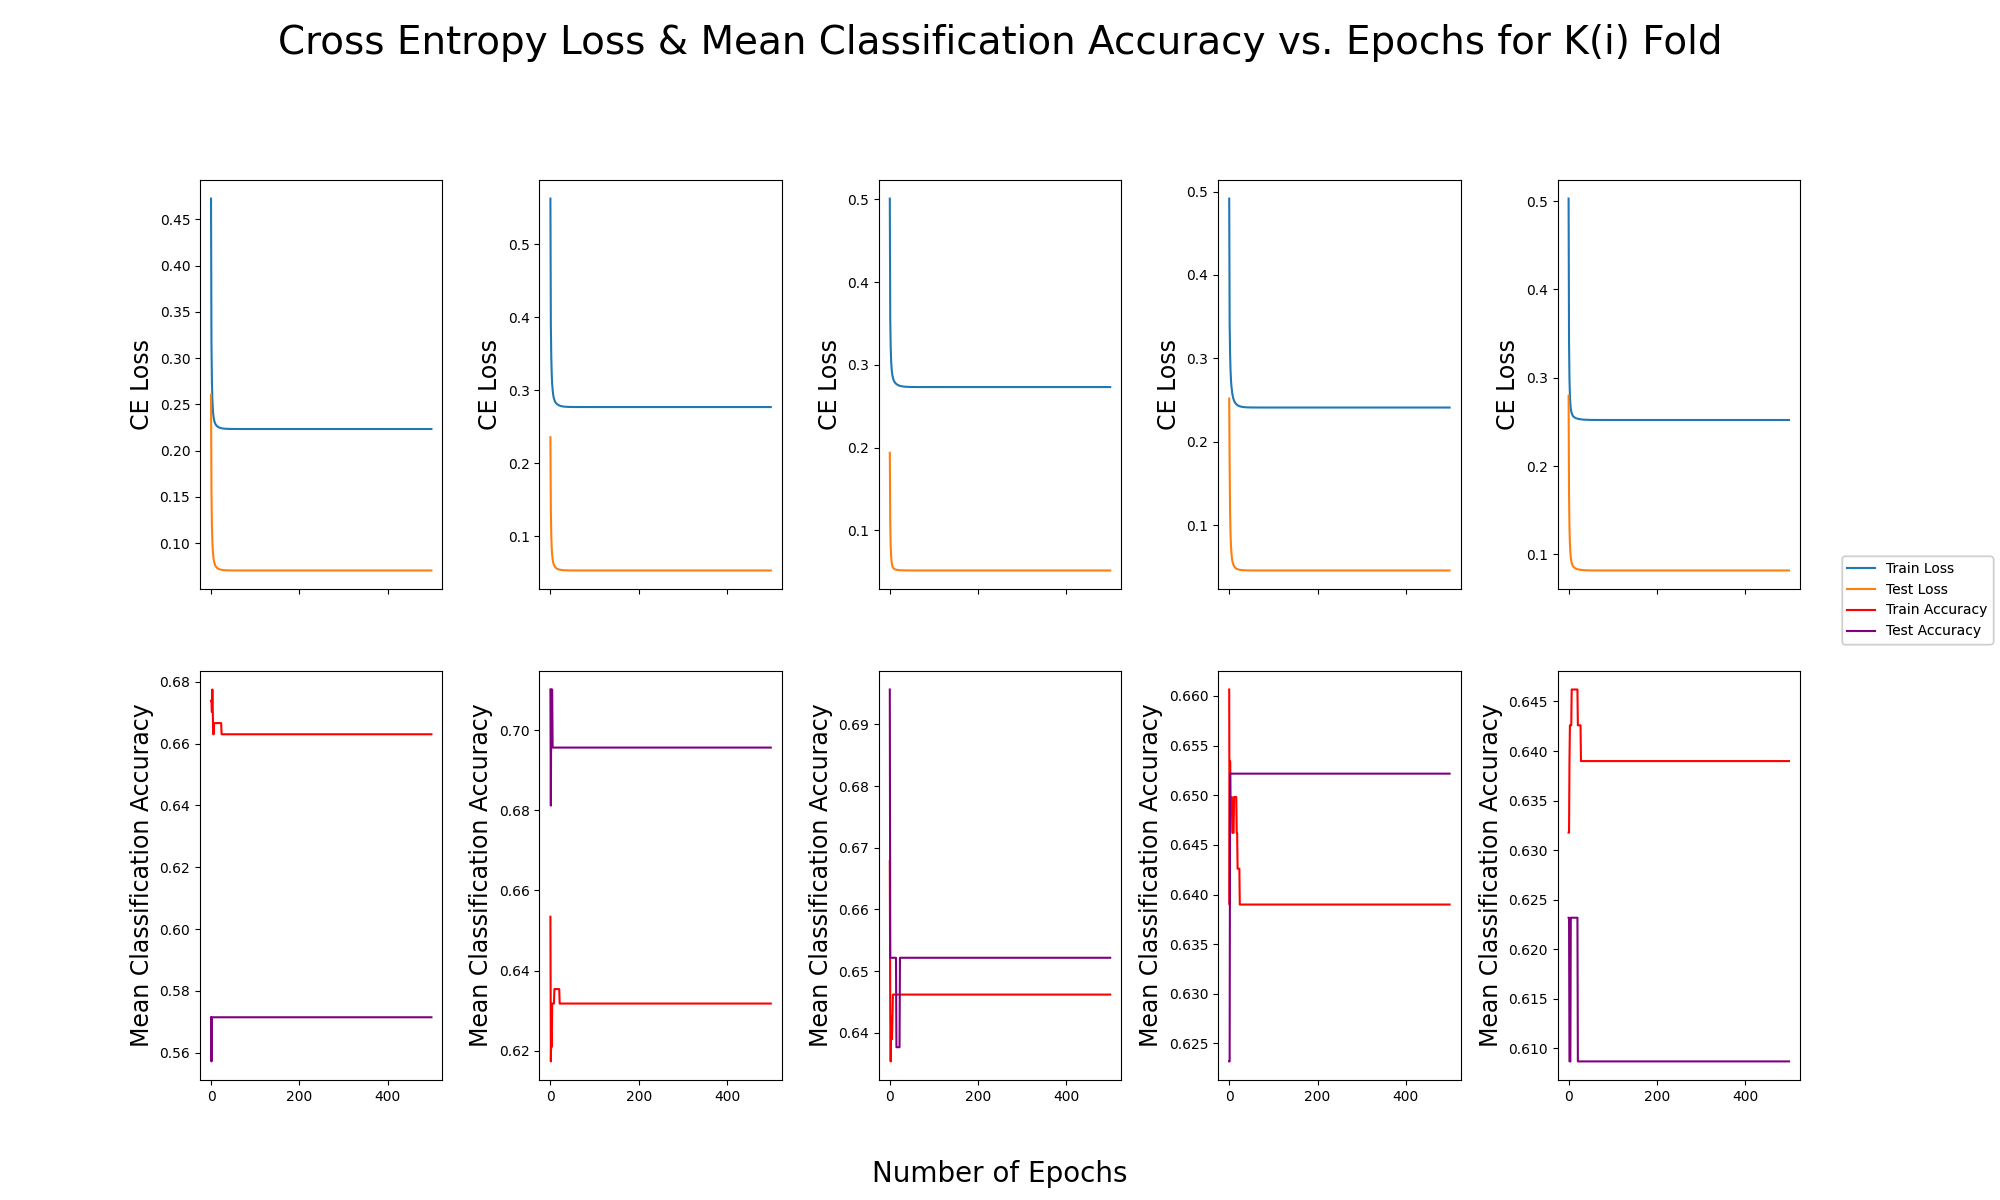 Cross Entropy Loss & Mean Classification Accuracy vs. Epochs for K(i) Fold
CE Loss
0.45
0.40
0.35
0.30
0.25
0.20
0.15
0.10
CE Loss
0.5
0.4
0.3
0.2
0.1
CE Loss
0.5
0.4
0.3
0.2
0.1
CE Loss
0.5
0.4
0.3
0.2
0.1
CE Loss
0.5
0.4
0.3
0.2
0.1
Train Loss
Test Loss
Train Accuracy
Test Accuracy
Mean Classification Accuracy
0.68
0.66
0.64
0.62
0.60
0.58
0.56
0 200 400
Mean Classification Accuracy
0.70
0.68
0.66
0.64
0.62
0 200 400
Mean Classification Accuracy
0.69
0.68
0.67
0.66
0.65
0.64
0 200 400
Mean Classification Accuracy
0.660
0.655
0.650
0.645
0.640
0.635
0.630
0.625
0 200 400
Mean Classification Accuracy
0.645
0.640
0.635
0.630
0.625
0.620
0.615
0.610
0 200 400
Number of Epochs